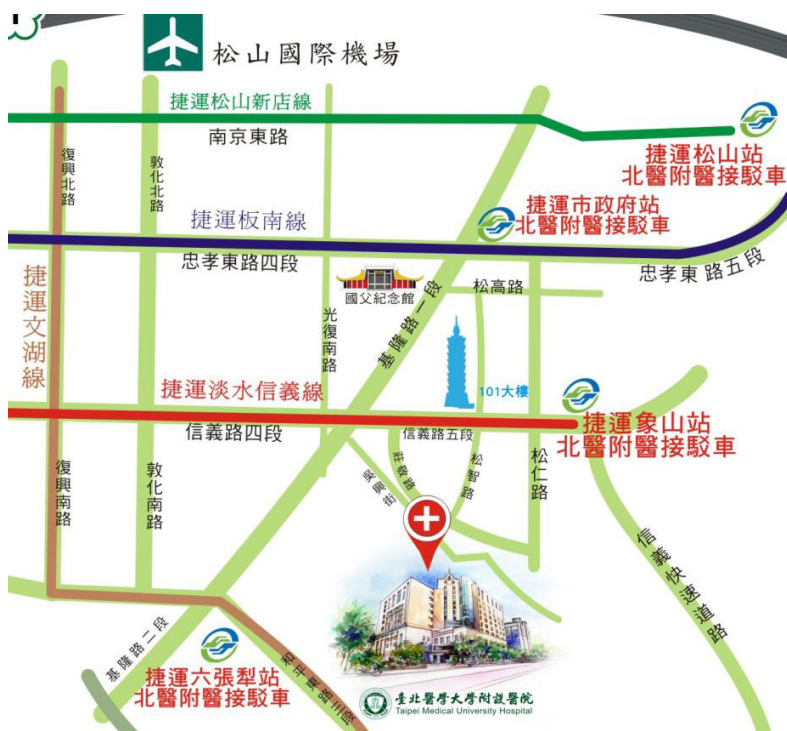 松山國際機場
捷運松山新店線
南京東路
捷運松山站
北醫附醫接駁車
復興北路
敦化北路
捷運市政府站
北醫附醫接駁車
捷運板南線
忠孝東路四段
忠孝東路五段
捷運文湖線
國父紀念館
光復南路
基隆路一段
松高路
101大樓
捷運淡水信義線
信義路四段
信義路五段
捷運象山站
北醫附醫接駁車
復興南路
敦化南路
吳興街
莊敬路
松智路
松仁路
信義快速道路
基隆路二段
捷運六張犁站
北醫附醫接駁車
和平東路三段
臺北醫學大學附設醫院
Taipei Medical University Hospital